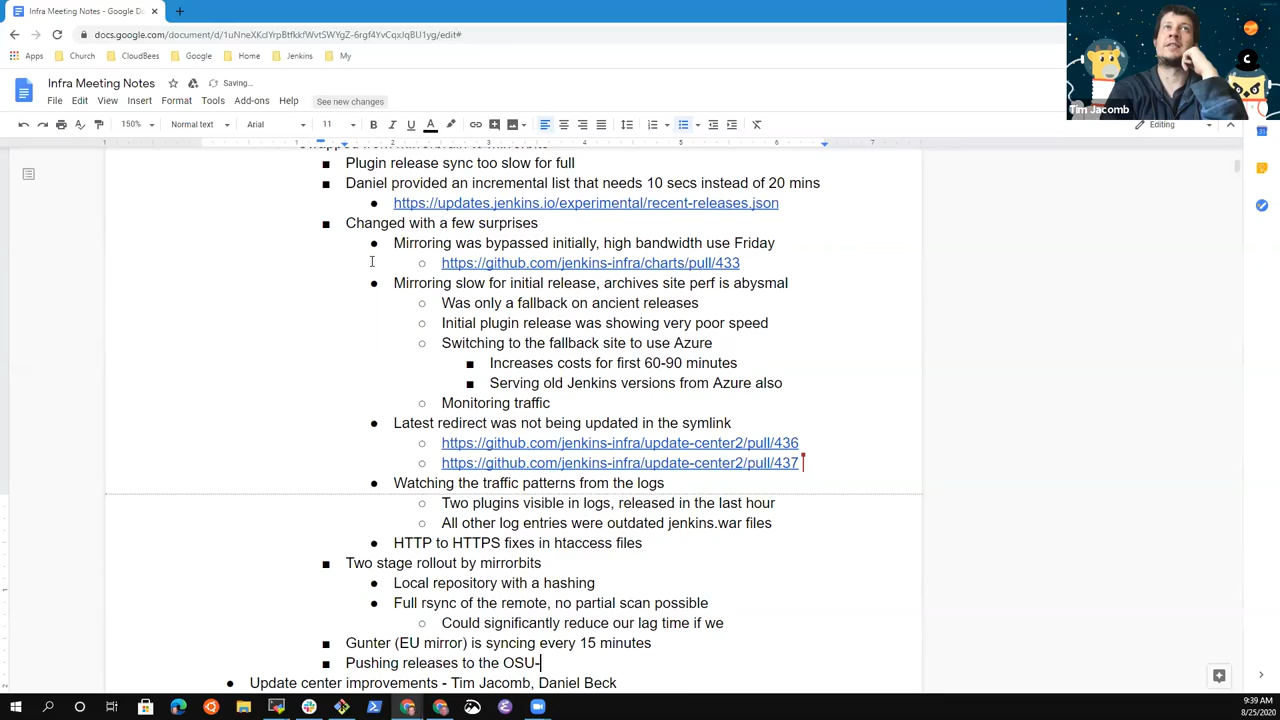 Infra Meeting Notes - Google Do
docs.google.com/document/d/
Apps Church CloudBees Google Home Jenkins My
Infra Meeting Notes Saving...
File Edit View Insert Format Tools Add-ons Help See new changes
150% Normal text Arial 11 Editing
1 1 2 3 4 5 6 7
Plugin release sync too slow for full
Daniel provided an incremental list that needs 10 secs instead of 20 mins
https://updates.jenkins.io/experimental/recent-releases.json
Changed with a few surprises
Mirroring was bypassed initially, high bandwidth use Friday
https://github.com/jenkins-infra/charts/pull/433
Mirroring slow for initial release, archives site perf is abysmal
Was only a fallback on ancient releases
Initial plugin release was showing very poor speed
Switching to the fallback site to use Azure
Increases costs for first 60-90 minutes
Serving old Jenkins versions from Azure also
Monitoring traffic
Latest redirect was not being updated in the symlink
https://github.com/jenkins-infra/update-center2/pull/436
https://github.com/jenkins-infra/update-center2/pull/437
Watching the traffic patterns from the logs
Two plugins visible in logs, released in the last hour
All other log entries were outdated jenkins.war files
HTTP to HTTPS fixes in htaccess files
Two stage rollout by mirrorbits
Local repository with a hashing
Full rsync of the remote, no partial scan possible
Could significantly reduce our lag time if we
Gunter (EU mirror) is syncing every 15 minutes
Pushing releases to the OSU-
Update center improvements - Tim Jacomb, Daniel Beck
Tim Jacomb
9:39 AM
8/25/2020